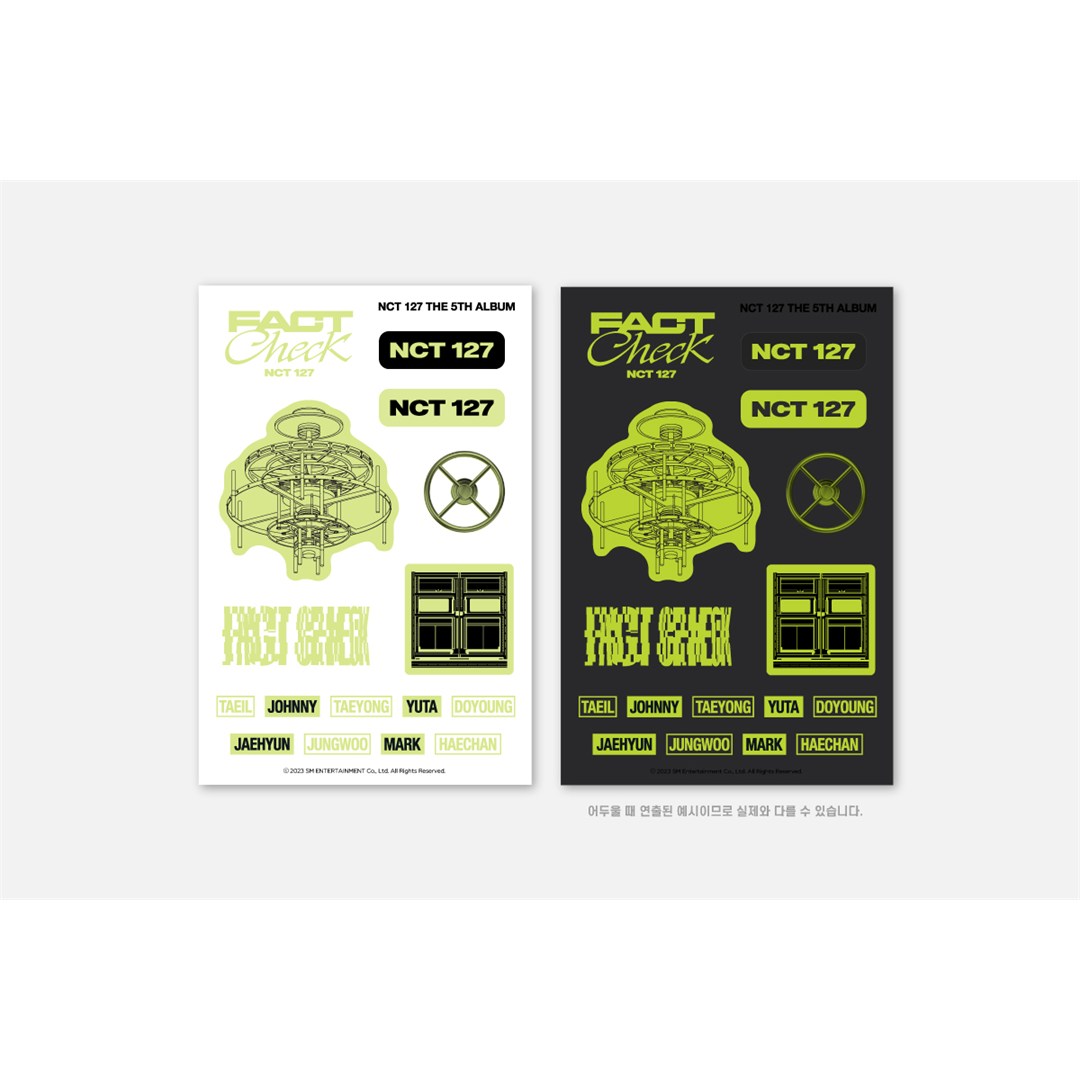 NCT 127 THE 5TH ALBUM
FACT
Check
NCT 127
NCT 127
NCT 127
FACT CHECK
TAEIL JOHNNY TAEYONG YUTA DOYOUNG
JAEHYUN JUNGWOO MARK HAECHAN
© 2023 SM ENTERTAINMENT Co., Ltd. All Rights Reserved.
NCT 127 THE 5TH ALBUM
FACT
Check
NCT 127
NCT 127
NCT 127
FACT CHECK
TAEIL JOHNNY TAEYONG YUTA DOYOUNG
JAEHYUN JUNGWOO MARK HAECHAN
© 2023 SM Entertainment Co., Ltd. All Rights Reserved.
어두울 때 연출된 예시이므로 실제와 다를 수 있습니다.